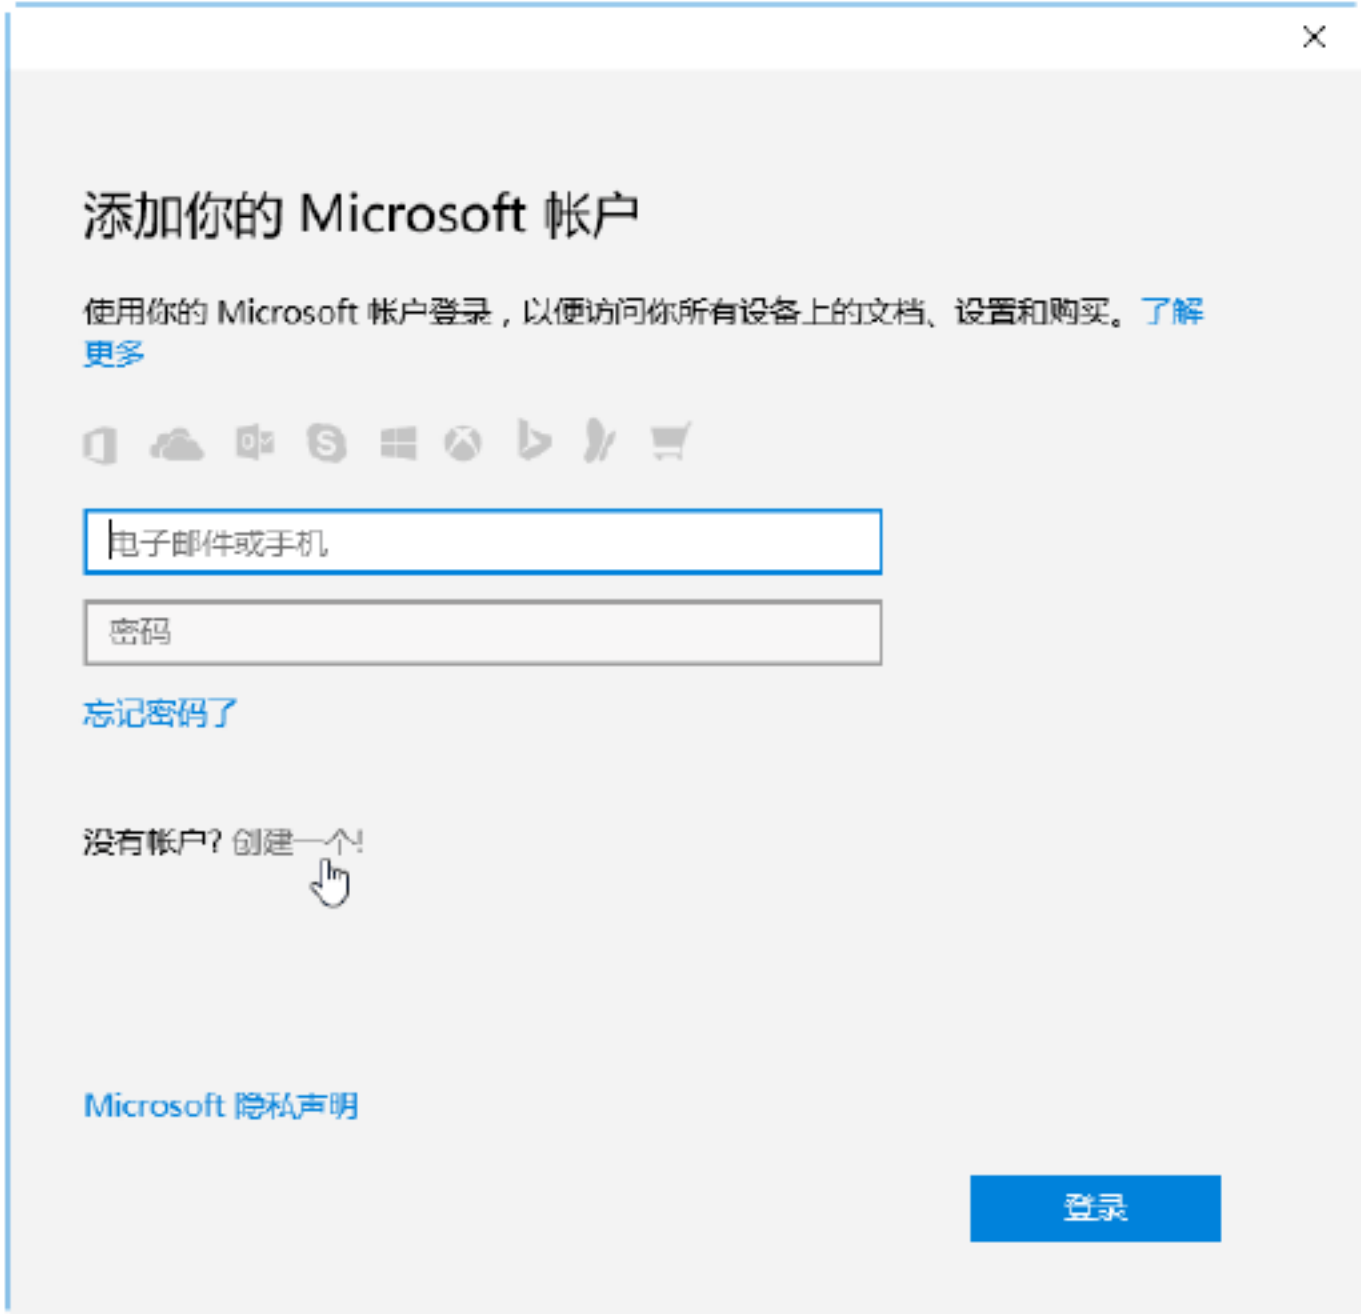 添加你的 Microsoft 帐户
使用你的 Microsoft 帐户登录，以便访问你所有设备上的文档、设置和购买。了解
更多
电子邮件或手机
密码
忘记密码了
没有帐户? 创建一个!
Microsoft 隐私声明
登录